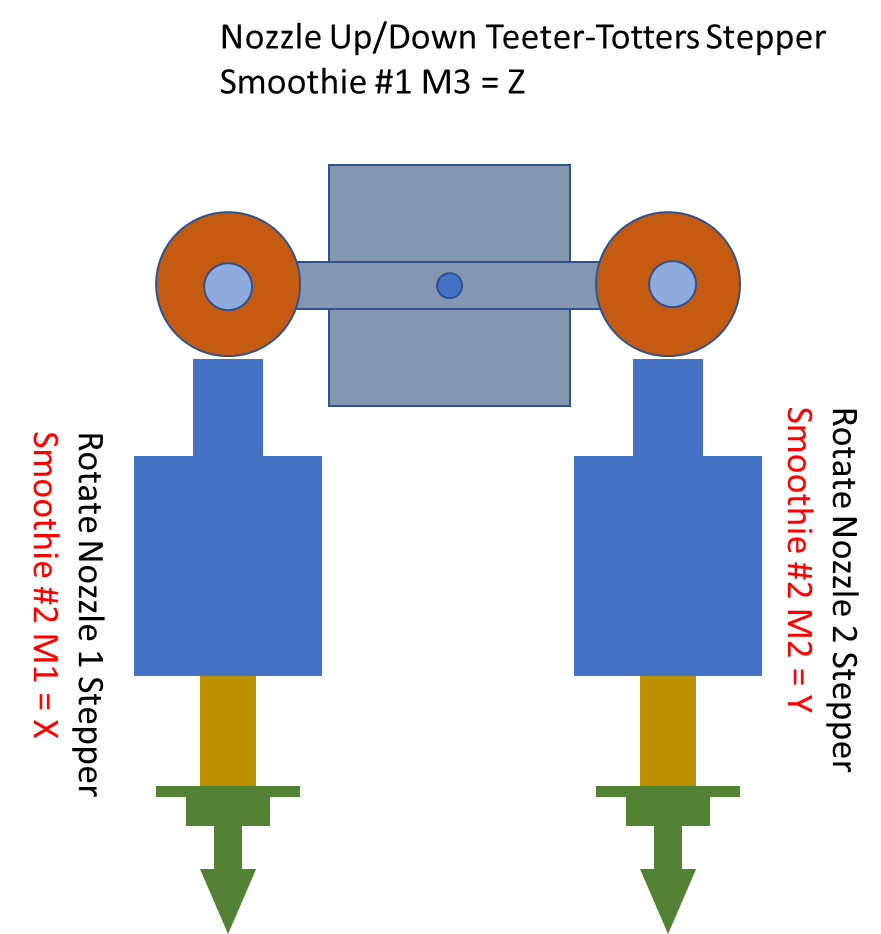 Nozzle Up/Down Teeter-Totters Stepper
Smoothie #1 M3 = Z
Rotate Nozzle 1 Stepper
Smoothie #2 M1 = X
Rotate Nozzle 2 Stepper
Smoothie #2 M2 = Y